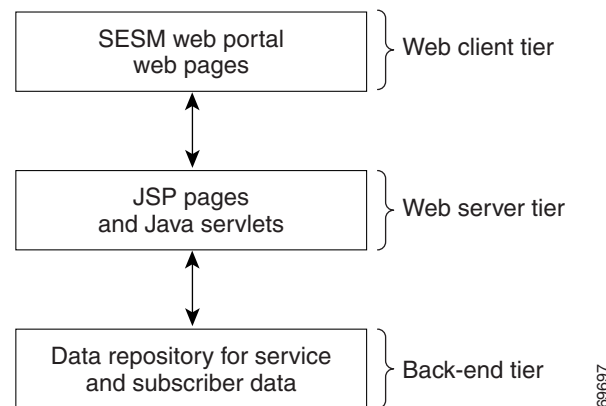 SESM web portal
web pages
Web client tier
JSP pages
and Java servlets
Web server tier
Data repository for service
and subscriber data
Back-end tier
69697